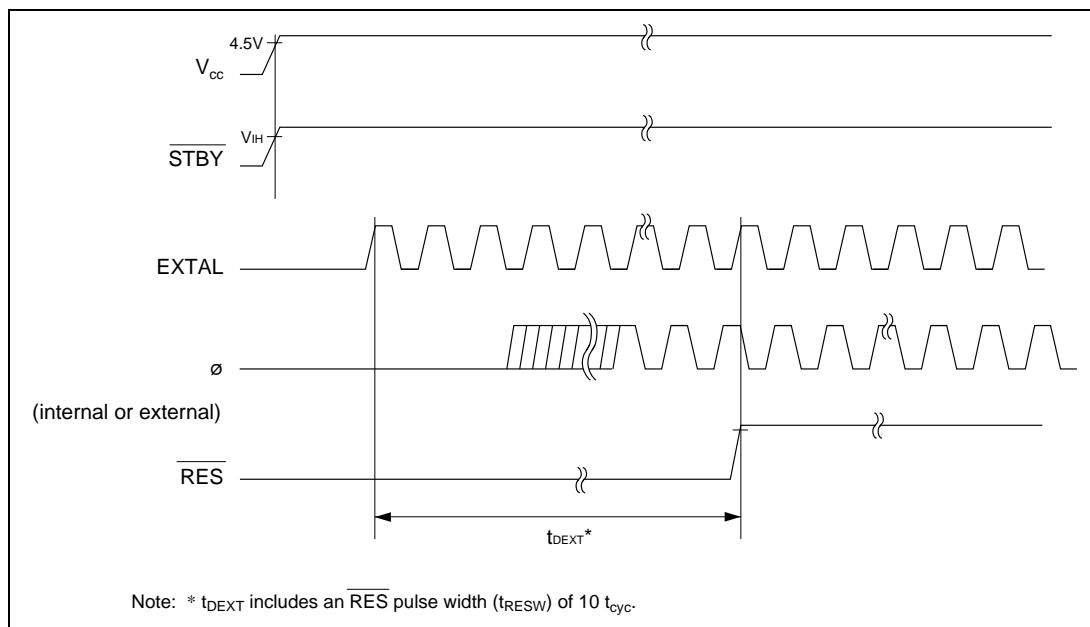 4.5V
Vcc
VIH
STBY
EXTAL
ø
(internal or external)
RES
tDEXT*
Note: * tDEXT includes an RES pulse width (tRESW) of 10 tcyc.